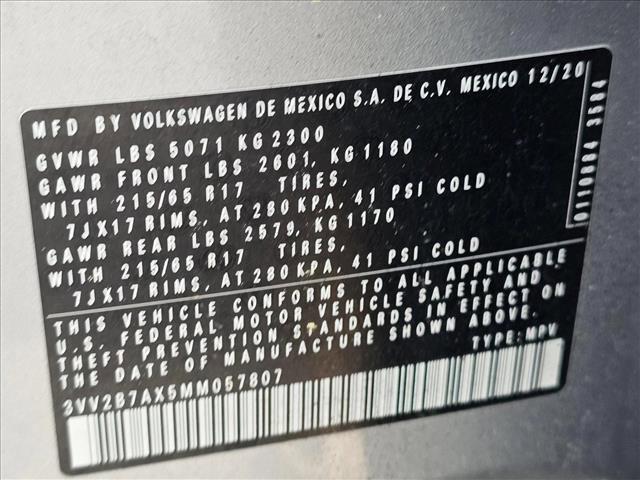 MFD BY VOLKSWAGEN DE MEXICO S.A. DE C.V. MEXICO 12/20
GVWR LBS 5071 KG 2300
GAWR FRONT LBS 2601, KG 1180
WITH 215/65 R17 TIRES,
7JX17 RIMS, AT 280 KPA, 41 PSI COLD
GAWR REAR LBS 2579, KG 1170
WITH 215/65 R17 TIRES,
7JX17 RIMS, AT 280 KPA, 41 PSI COLD
THIS VEHICLE CONFORMS TO ALL APPLICABLE
U.S. FEDERAL MOTOR VEHICLE SAFETY AND
THEFT PREVENTION STANDARDS IN EFFECT ON
THE DATE OF MANUFACTURE SHOWN ABOVE.
TYPE: MPV
3VV2B7AX5MM057807
0110884 3584